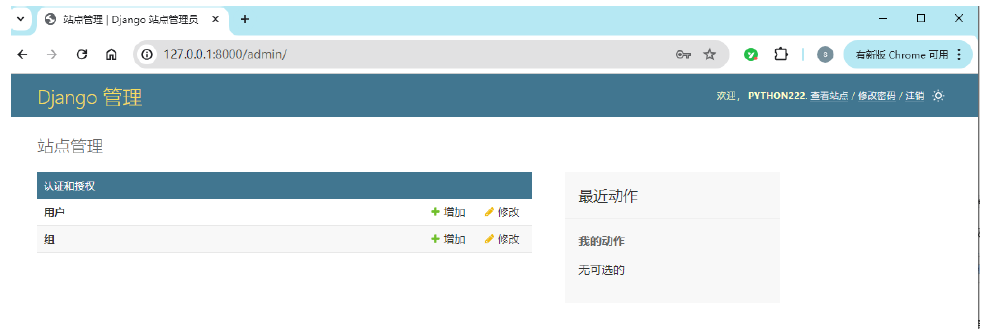 站点管理 | Django 站点管理员
127.0.0.1:8000/admin/
s
有新版 Chrome 可用
Django 管理
欢迎， PYTHON222. 查看站点 / 修改密码 / 注销
站点管理
认证和授权
用户 增加 修改
组 增加 修改
最近动作
我的动作
无可选的